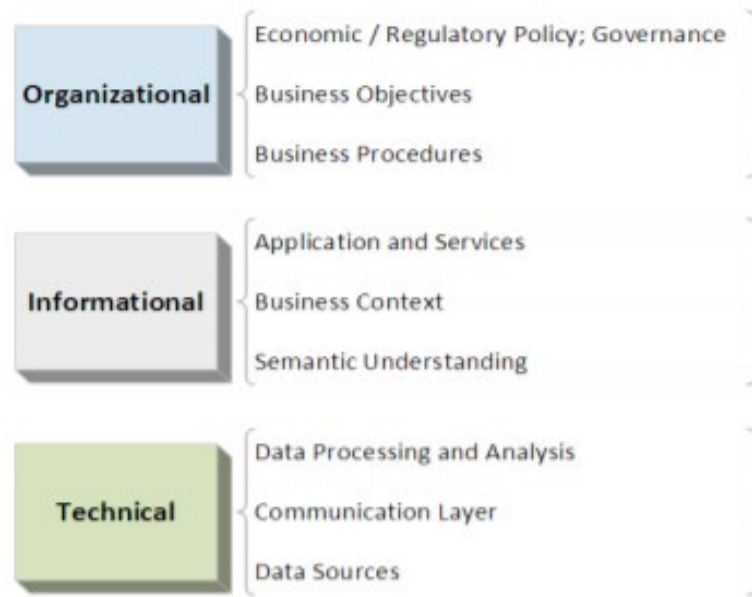 Organizational
Economic / Regulatory Policy; Governance
Business Objectives
Business Procedures
Informational
Application and Services
Business Context
Semantic Understanding
Technical
Data Processing and Analysis
Communication Layer
Data Sources